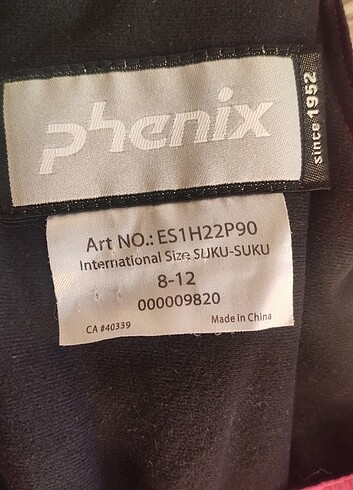 phenix
since 1952
Art NO.: ES1H22P90
International Size SUKU-SUKU
8-12
000009820
CA #40339 Made in China